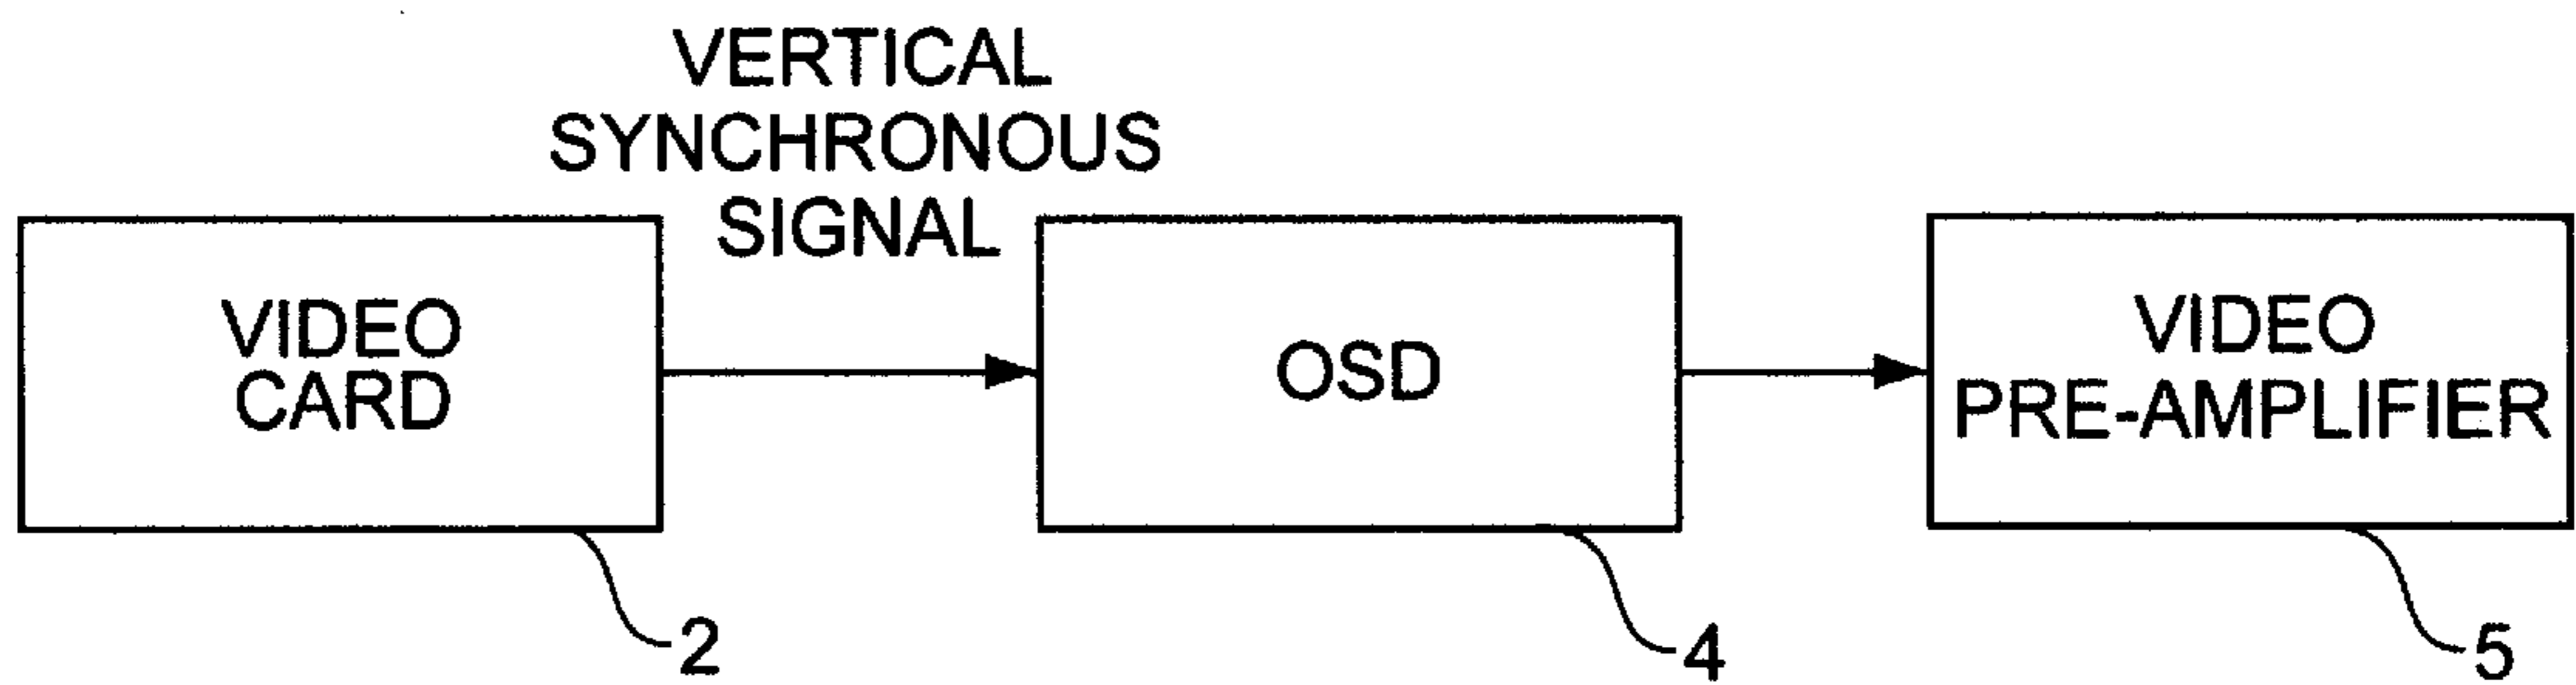 VERTICAL
SYNCHRONOUS
SIGNAL
VIDEO
CARD
OSD
VIDEO
PRE-AMPLIFIER
2
4
5